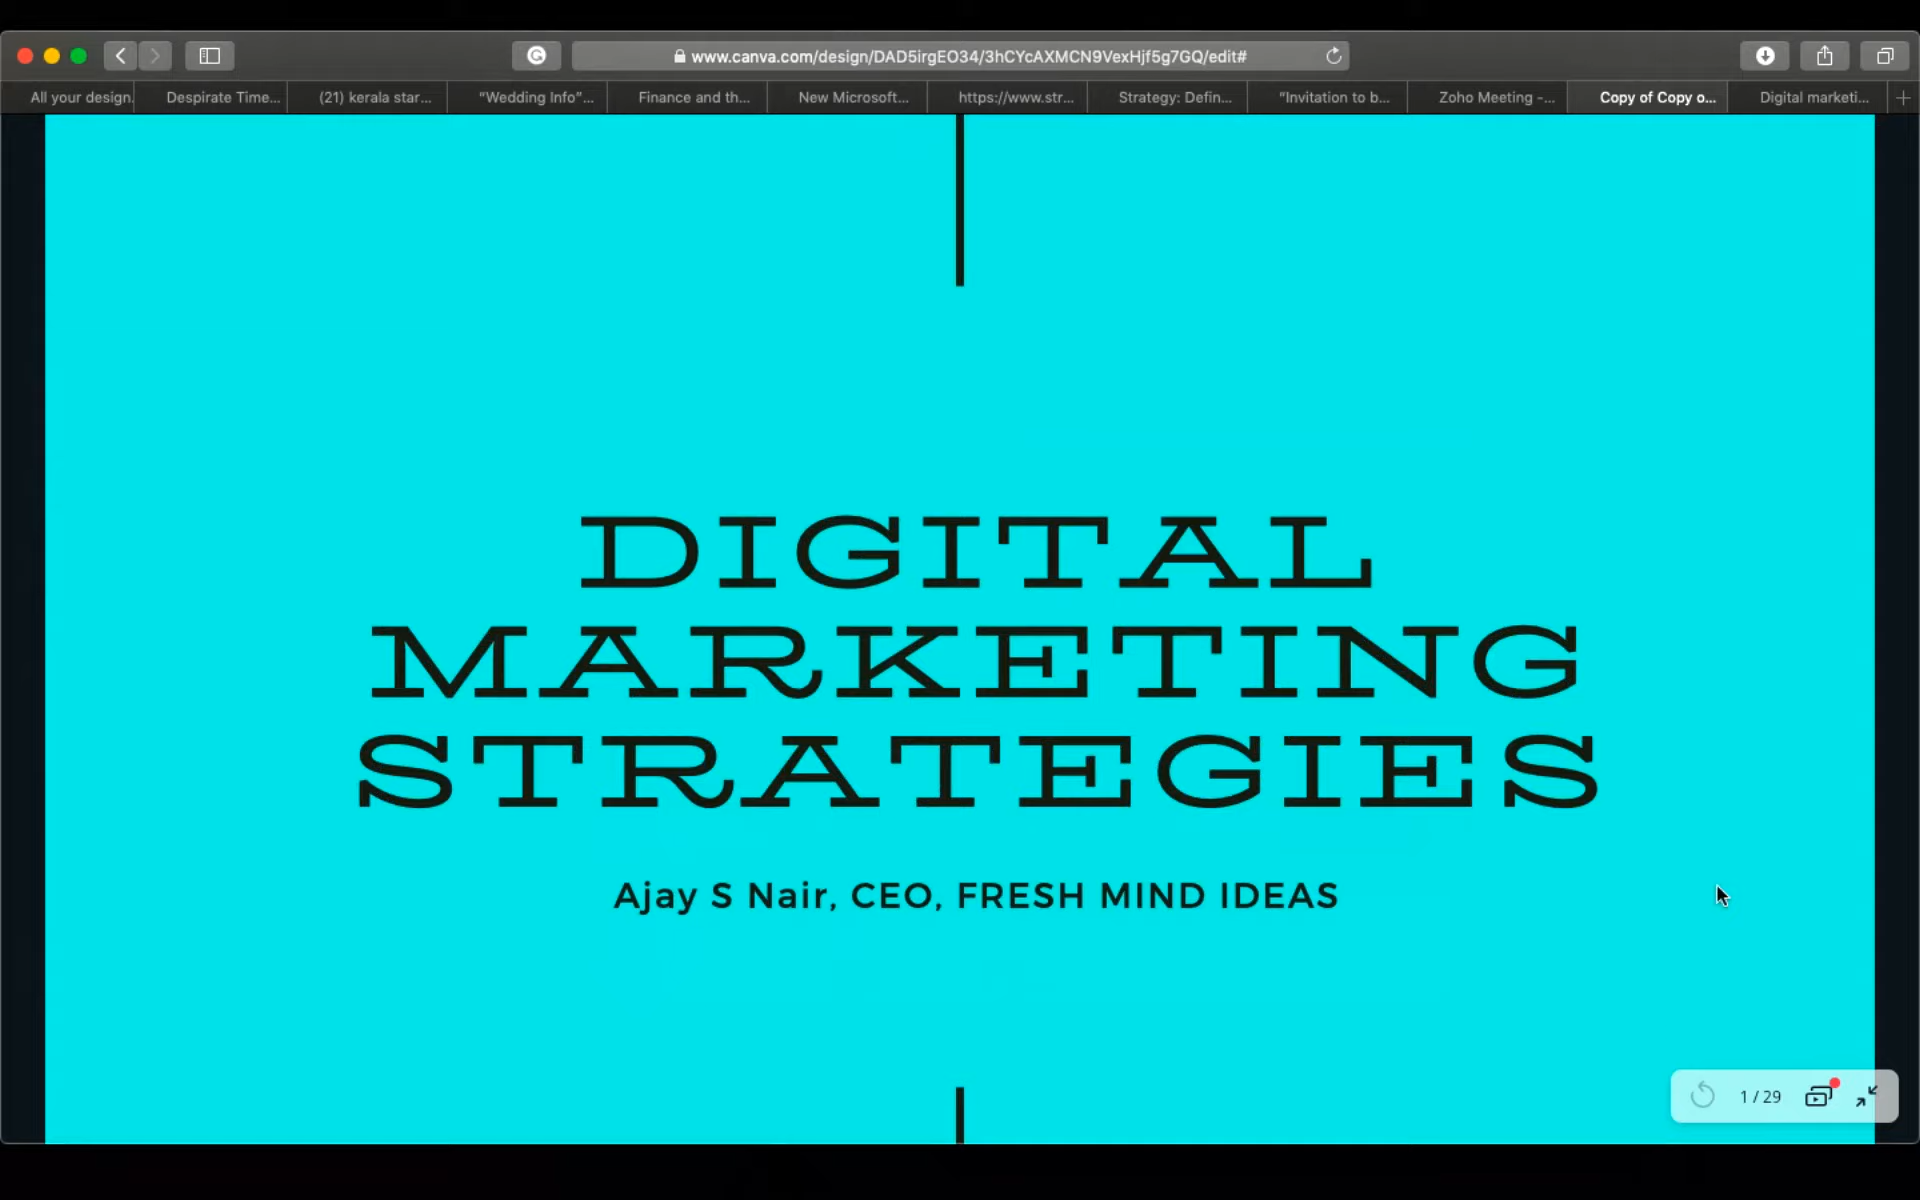 www.canva.com/design/DAD5irgEO34/3hCYcAXMCN9VexHjf5g7GQ/edit#
All your design.
Despirate Time...
(21) kerala star...
“Wedding Info”...
Finance and th...
New Microsoft...
https://www.str...
Strategy: Defin...
“Invitation to b...
Zoho Meeting -...
Copy of Copy o...
Digital marketi...
DIGITAL
MARKETING
STRATEGIES
Ajay S Nair, CEO, FRESH MIND IDEAS
1 / 29